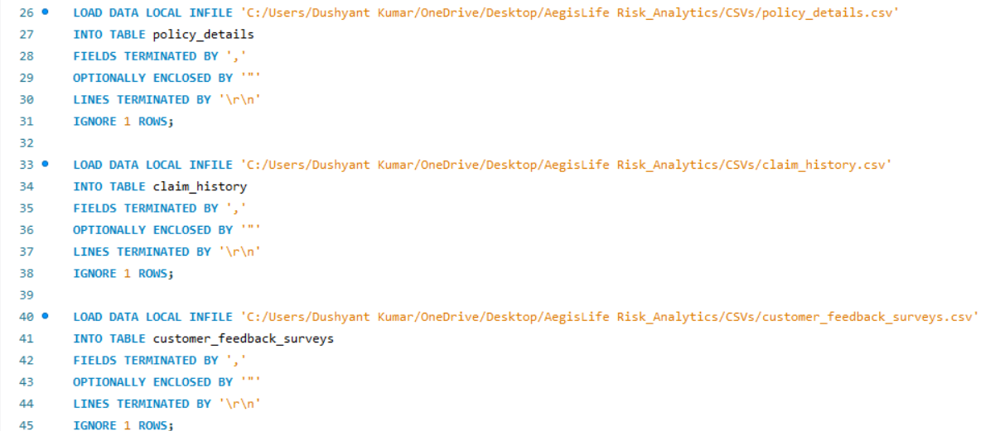 26 LOAD DATA LOCAL INFILE 'C:/Users/Dushyant Kumar/OneDrive/Desktop/AegisLife Risk_Analytics/CSVs/policy_details.csv'
27 INTO TABLE policy_details
28 FIELDS TERMINATED BY ','
29 OPTIONALLY ENCLOSED BY '"'
30 LINES TERMINATED BY '\r\n'
31 IGNORE 1 ROWS;
32
33 LOAD DATA LOCAL INFILE 'C:/Users/Dushyant Kumar/OneDrive/Desktop/AegisLife Risk_Analytics/CSVs/claim_history.csv'
34 INTO TABLE claim_history
35 FIELDS TERMINATED BY ','
36 OPTIONALLY ENCLOSED BY '"'
37 LINES TERMINATED BY '\r\n'
38 IGNORE 1 ROWS;
39
40 LOAD DATA LOCAL INFILE 'C:/Users/Dushyant Kumar/OneDrive/Desktop/AegisLife Risk_Analytics/CSVs/customer_feedback_surveys.csv'
41 INTO TABLE customer_feedback_surveys
42 FIELDS TERMINATED BY ','
43 OPTIONALLY ENCLOSED BY '"'
44 LINES TERMINATED BY '\r\n'
45 IGNORE 1 ROWS;